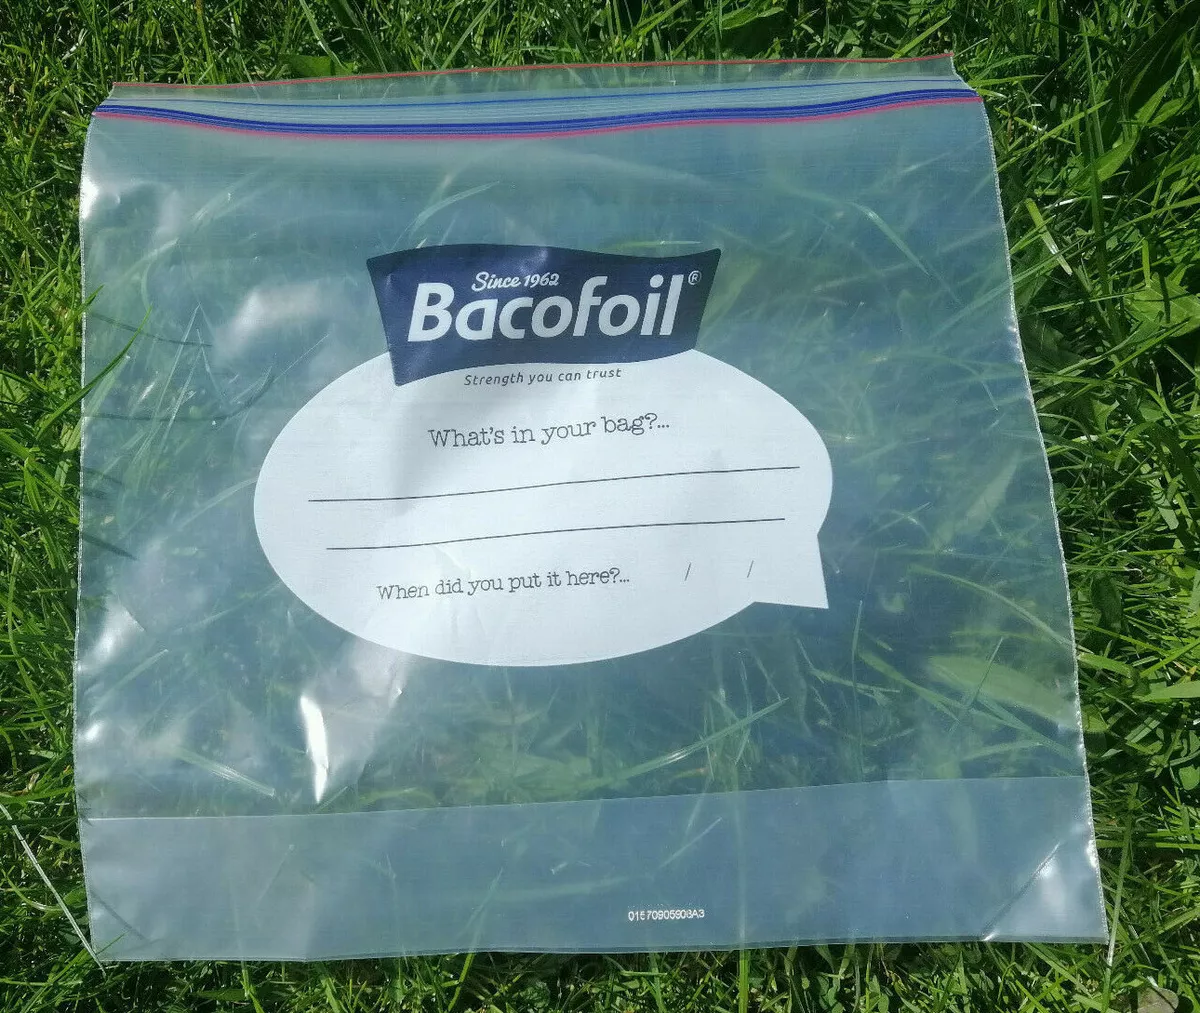 Since 1962
Bacofoil®
Strength you can trust
What's in your bag?...
When did you put it here?... / /